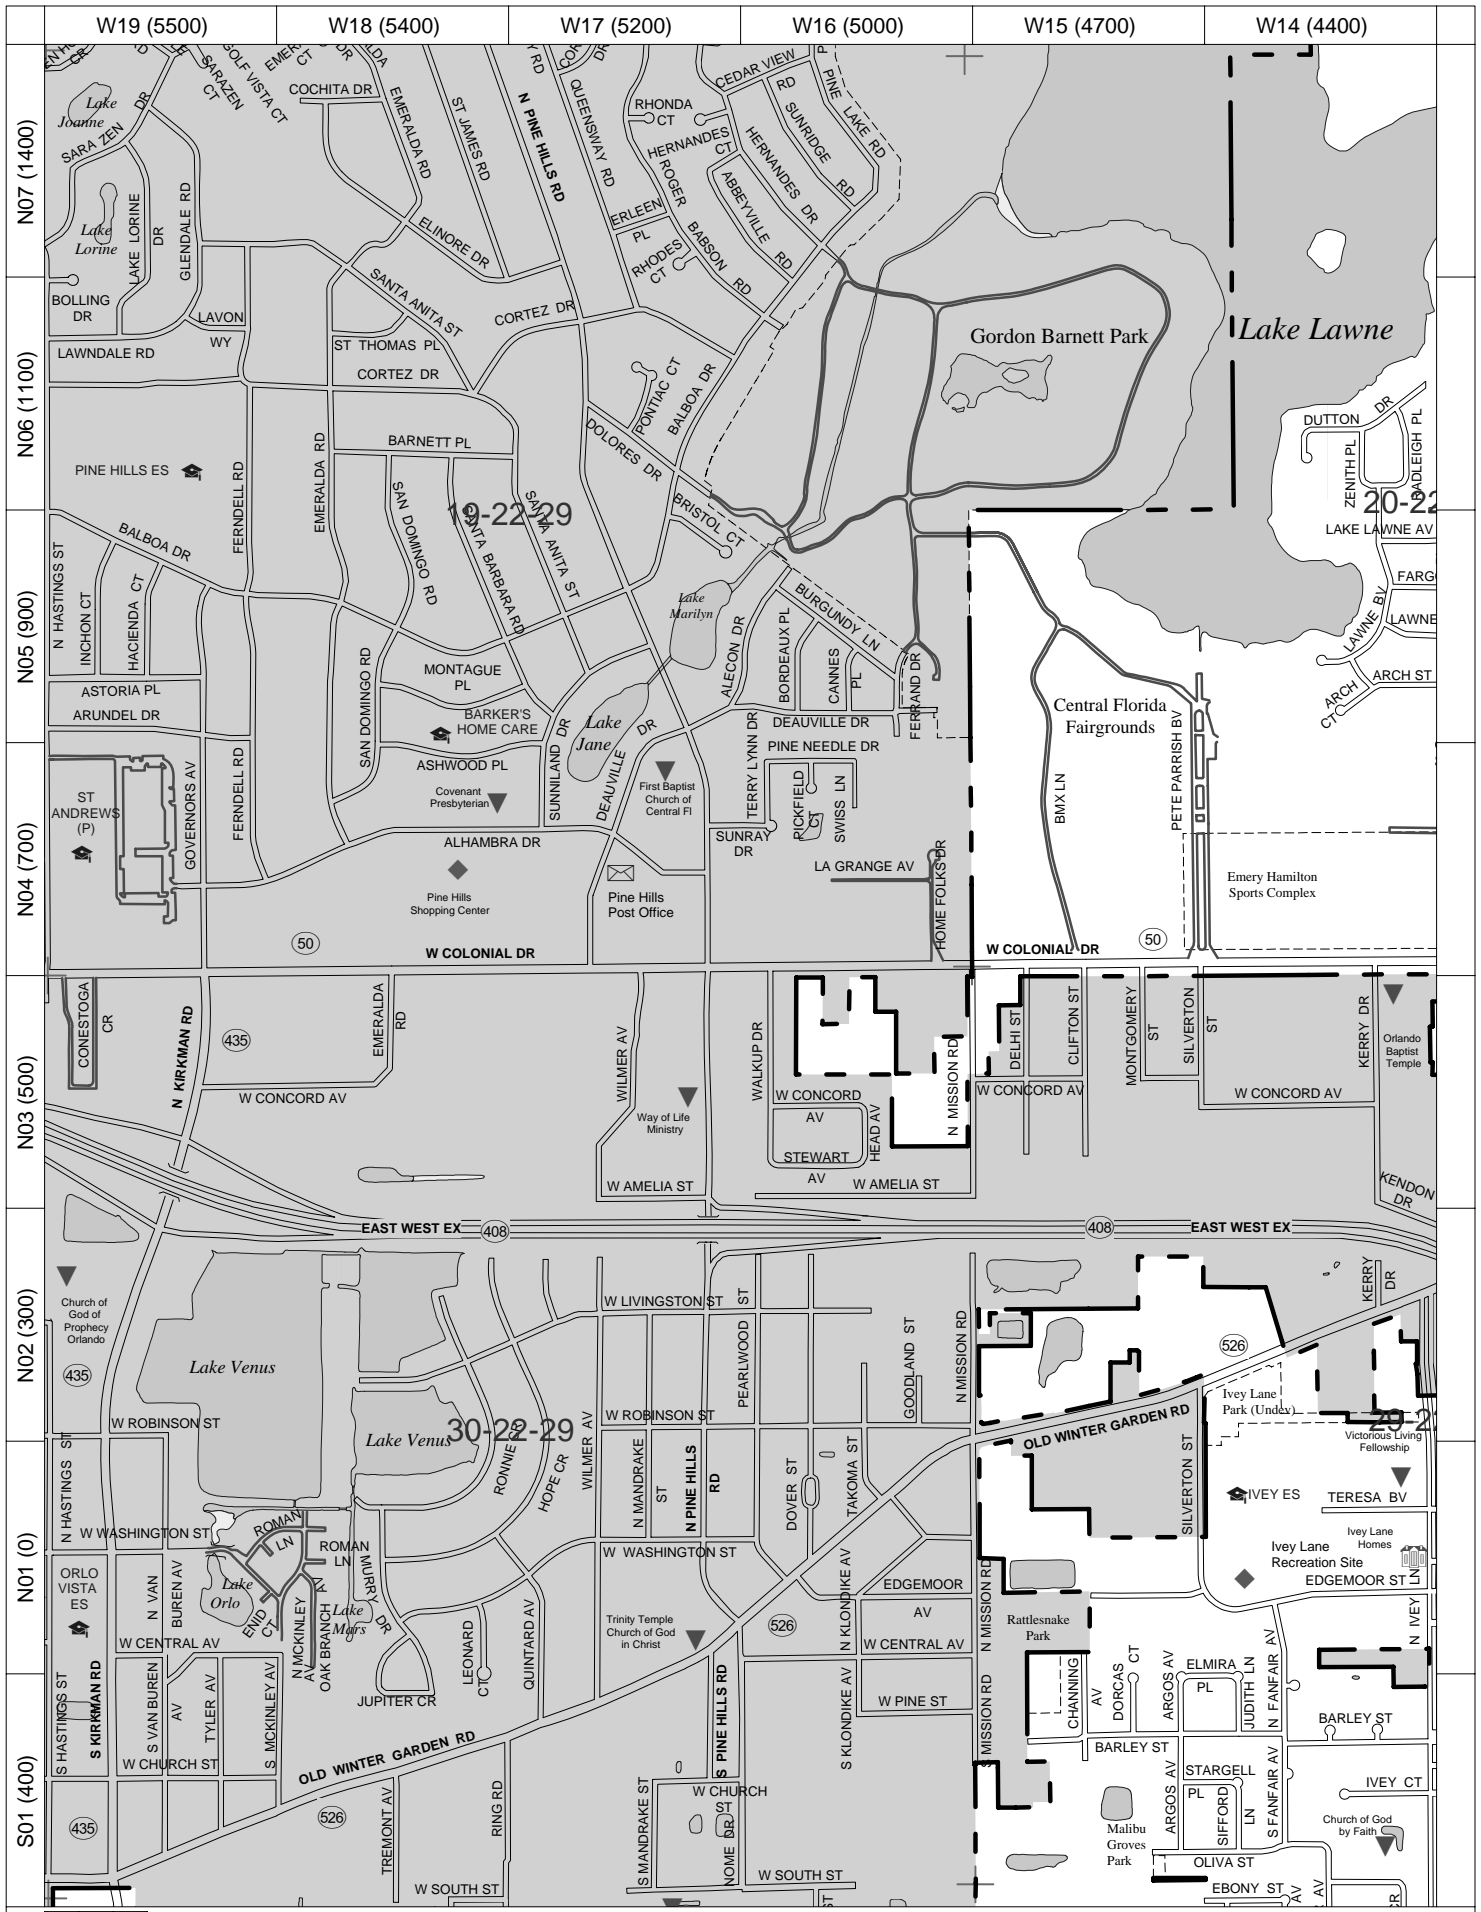 W19 (5500)
W18 (5400)
W17 (5200)
W16 (5000)
W15 (4700)
W14 (4400)
N07 (1400)
N06 (1100)
N05 (900)
N04 (700)
N03 (500)
N02 (300)
N01 (0)
S01 (400)
Lake
Joanne
SARA ZEN
DR
SARAZEN
CT
GOLF VISTA CT
CT
DR
COCHITA DR
EMERALDA RD
ST JAMES RD
N PINE HILLS RD
QUEENSWAY RD
DR
RHONDA
CT
CEDAR VIEW
RD
PINE LAKE RD
SUNRIDGE
RD
HERNANDES
CT
HERNANDES DR
ABBEYVILLE
RD
ROGER
BABSON
RD
ERLEEN
PL
RHODES
CT
ELINORE DR
Lake
Lorine
LAKE LORINE
DR
GLENDALE RD
BOLLING
DR
LAVON
WY
LAWNDALE RD
SANTA ANITA ST
ST THOMAS PL
CORTEZ DR
CORTEZ DR
PONTIAC CT
BALBOA DR
Gordon Barnett Park
Lake Lawne
DUTTON
DR
ZENITH PL
RADLEIGH PL
BARNETT PL
DOLORES DR
BRISTOL CT
PINE HILLS ES
FERNDELL RD
EMERALDA RD
SAN DOMINGO RD
19-22-29
SANTA BARBARA RD
SANTA ANITA ST
20-22
LAKE LAWNE AV
BALBOA DR
N HASTINGS ST
INCHON CT
HACIENDA CT
Lake
Marilyn
ALECON DR
BORDEAUX PL
BURGUNDY LN
CANNES
PL
FERRAND DR
LAWNE BV
LAWNE
ARCH ST
ARCH
CT
ASTORIA PL
ARUNDEL DR
SAN DOMINGO RD
MONTAGUE
PL
BARKER'S
HOME CARE
Lake
Jane
DEAUVILLE
DR
SUNNILAND
DR
DEAUVILLE DR
PINE NEEDLE DR
Central Florida
Fairgrounds
BMX LN
PETE PARRISH BV
ST
ANDREWS
(P)
GOVERNORS AV
FERNDELL RD
ASHWOOD PL
Covenant
Presbyterian
First Baptist
Church of
Central Fl
TERRY LYNN DR
PICKFIELD
CT
SWISS LN
SUNRAY
DR
ALHAMBRA DR
Pine Hills
Shopping Center
Pine Hills
Post Office
LA GRANGE AV
HOME FOLKS DR
Emery Hamilton
Sports Complex
50
W COLONIAL DR
W COLONIAL DR
50
CONESTOGA
CR
N KIRKMAN RD
435
EMERALDA
RD
W CONCORD AV
WILMER AV
Way of Life
Ministry
WALKUP DR
W CONCORD
AV
HEAD AV
STEWART
AV
N MISSION RD
DELHI ST
CLIFTON ST
MONTGOMERY
ST
SILVERTON
ST
KERRY DR
Orlando
Baptist
Temple
W CONCORD AV
W CONCORD AV
W AMELIA ST
W AMELIA ST
KENDON
DR
EAST WEST EX
408
408
EAST WEST EX
Church of
God of
Prophecy
Orlando
435
Lake Venus
Lake Venus
W ROBINSON ST
30-22-29
RONNIE CR
HOPE CR
WILMER AV
W LIVINGSTON ST
PEARLWOOD
ST
GOODLAND ST
N MISSION RD
KERRY
DR
526
Ivey Lane
Park (Undev)
W ROBINSON ST
OLD WINTER GARDEN RD
Victorious Living
Fellowship
N HASTINGS ST
W WASHINGTON ST
ROMAN
LN
ROMAN
LN
N MANDRAKE
ST
N PINE HILLS
RD
DOVER ST
TAKOMA ST
SILVERTON ST
IVEY ES
TERESA BV
Ivey Lane
Homes
Ivey Lane
Recreation Site
EDGEMOOR ST
N IVEY LN
W WASHINGTON ST
EDGEMOOR
AV
N KLONDIKE AV
W CENTRAL AV
N MISSION RD
Rattlesnake
Park
ORLO
VISTA
ES
N VAN
BUREN AV
Lake
Orlo
ENID
CT
N MCKINLEY
AV
OAK BRANCH
AV
Lake
Mars
MURRY DR
LEONARD
CT
QUINTARD AV
Trinity Temple
Church of God
in Christ
526
W CENTRAL AV
JUPITER CR
S HASTINGS ST
S KIRKMAN RD
S VAN BUREN
AV
TYLER AV
S MCKINLEY AV
W CHURCH ST
OLD WINTER GARDEN RD
S PINE HILLS RD
S KLONDIKE AV
W PINE ST
S MISSION RD
CHANNING
AV
DORCAS
CT
ARGOS AV
ELMIRA
PL
JUDITH LN
N FANFAIR AV
BARLEY ST
BARLEY ST
STARGELL
PL
SIFFORD
LN
S FANFAIR AV
IVEY CT
ARGOS AV
Church of God
by Faith
435
526
TREMONT AV
RING RD
S MANDRAKE ST
W CHURCH
ST
NOME DR
Malibu
Groves
Park
OLIVA ST
W SOUTH ST
W SOUTH ST
EBONY ST
AV
AV